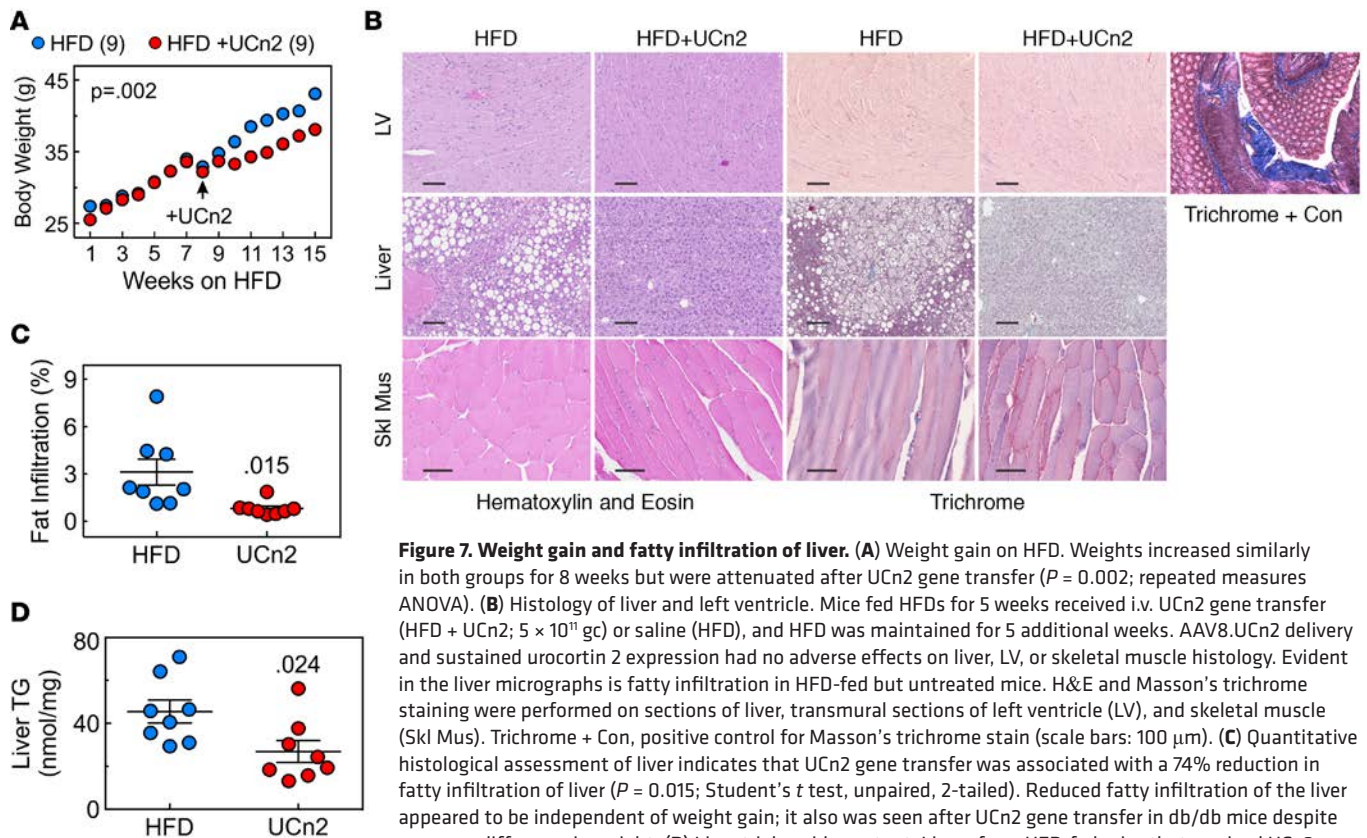 A
HFD (9) HFD +UCn2 (9)
p=.002
45
35
25
Body Weight (g)
+UCn2
1 3 5 7 9 11 13 15
Weeks on HFD
B
HFD HFD+UCn2 HFD HFD+UCn2
LV
Liver
Skl Mus
Trichrome + Con
Hematoxylin and Eosin Trichrome
C
Fat Infiltration (%)
9
6
3
0
.015
HFD UCn2
D
Liver TG
(nmol/mg)
80
40
0
.024
HFD UCn2
Figure 7. Weight gain and fatty infiltration of liver. (A) Weight gain on HFD. Weights increased similarly
in both groups for 8 weeks but were attenuated after UCn2 gene transfer (P = 0.002; repeated measures
ANOVA). (B) Histology of liver and left ventricle. Mice fed HFDs for 5 weeks received i.v. UCn2 gene transfer
(HFD + UCn2; 5 × 10¹¹ gc) or saline (HFD), and HFD was maintained for 5 additional weeks. AAV8.UCn2 delivery
and sustained urocortin 2 expression had no adverse effects on liver, LV, or skeletal muscle histology. Evident
in the liver micrographs is fatty infiltration in HFD-fed but untreated mice. H&E and Masson's trichrome
staining were performed on sections of liver, transmural sections of left ventricle (LV), and skeletal muscle
(Skl Mus). Trichrome + Con, positive control for Masson's trichrome stain (scale bars: 100 μm). (C) Quantitative
histological assessment of liver indicates that UCn2 gene transfer was associated with a 74% reduction in
fatty infiltration of liver (P = 0.015; Student's t test, unpaired, 2-tailed). Reduced fatty infiltration of the liver
appeared to be independent of weight gain; it also was seen after UCn2 gene transfer in db/db mice despite